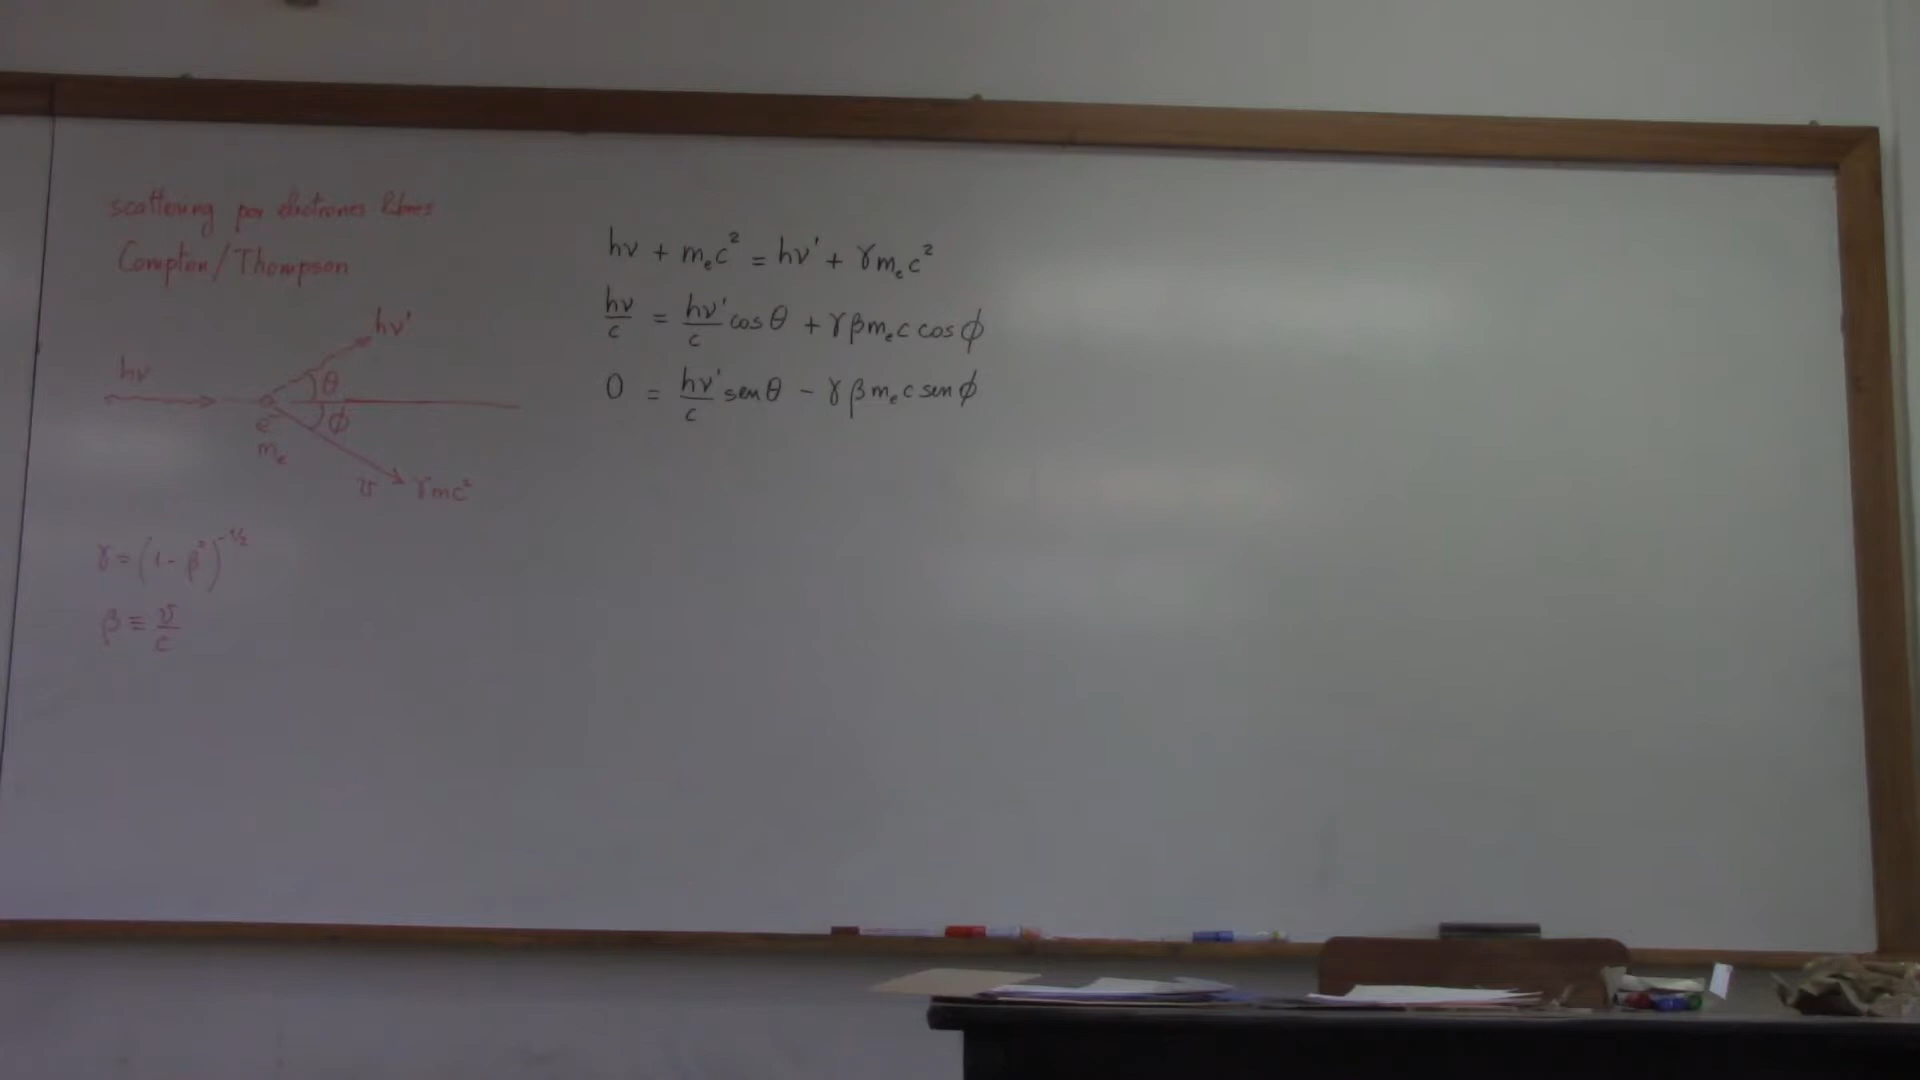 scattering por electrones libres
Compton/Thompson
hν'
hν
θ
ϕ
e⁻
mₑ
v γmc²
γ = (1 - β²)^(-1/2)
β ≡ v/c
hν + mₑc² = hν' + γmₑc²
hν/c = hν'/c cos θ + γβmₑc cos ϕ
0 = hν'/c sen θ - γβmₑc sen ϕ